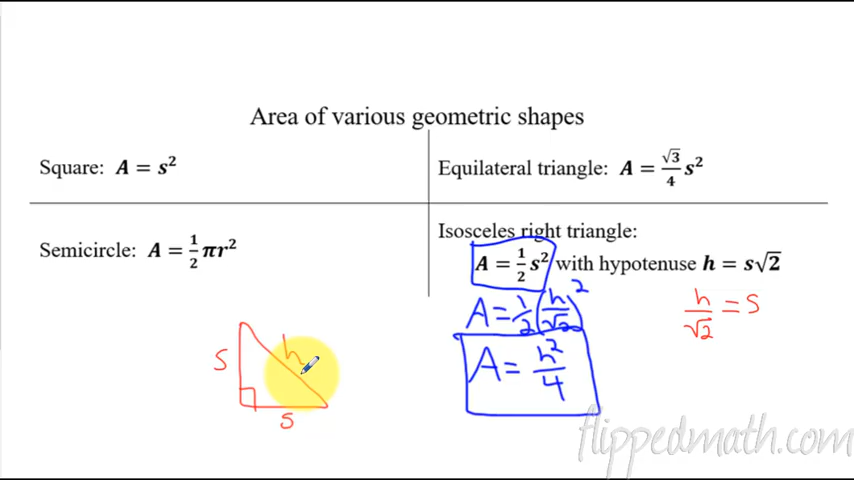 Area of various geometric shapes
Square: A = s²
Equilateral triangle: A = √3/4 s²
Semicircle: A = 1/2 πr²
Isosceles right triangle:
A = 1/2 s² with hypotenuse h = s√2
A = 1/2 (h/√2)²
h/√2 = s
A = h²/4
s
h
s
flippedmath.com